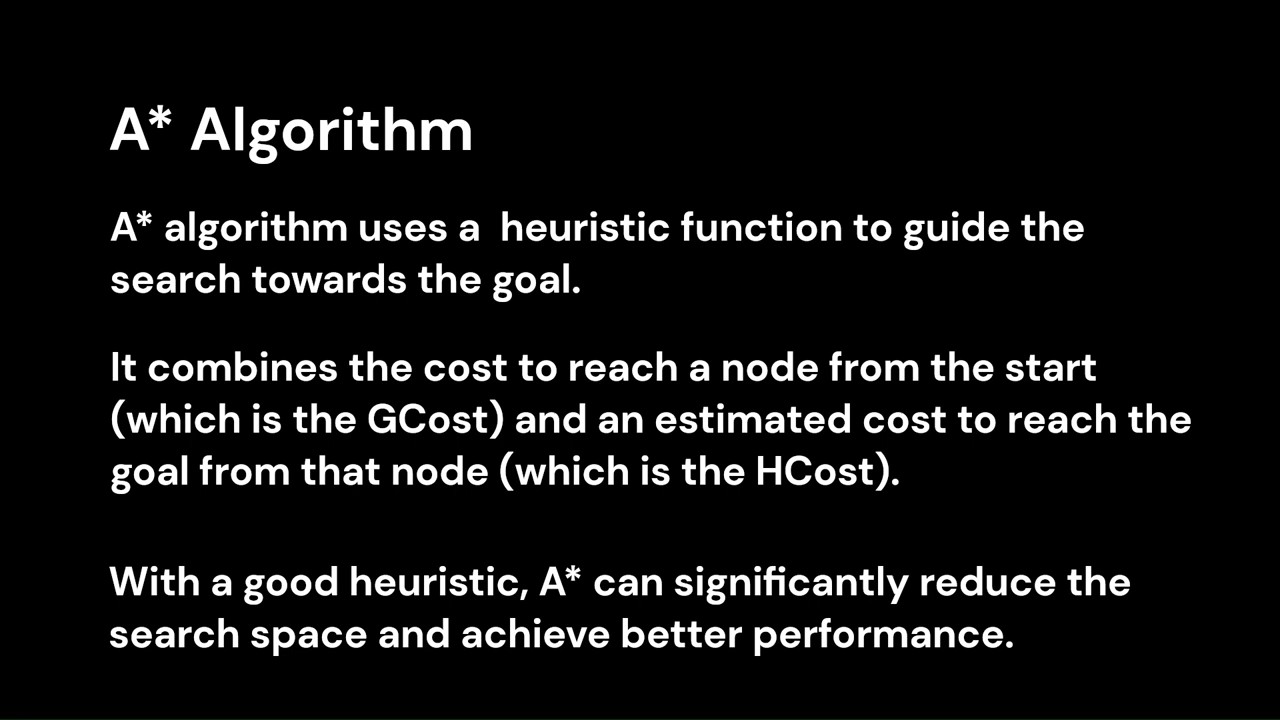 A* Algorithm
A* algorithm uses a  heuristic function to guide the
search towards the goal.
It combines the cost to reach a node from the start
(which is the GCost) and an estimated cost to reach the
goal from that node (which is the HCost).
With a good heuristic, A* can significantly reduce the
search space and achieve better performance.